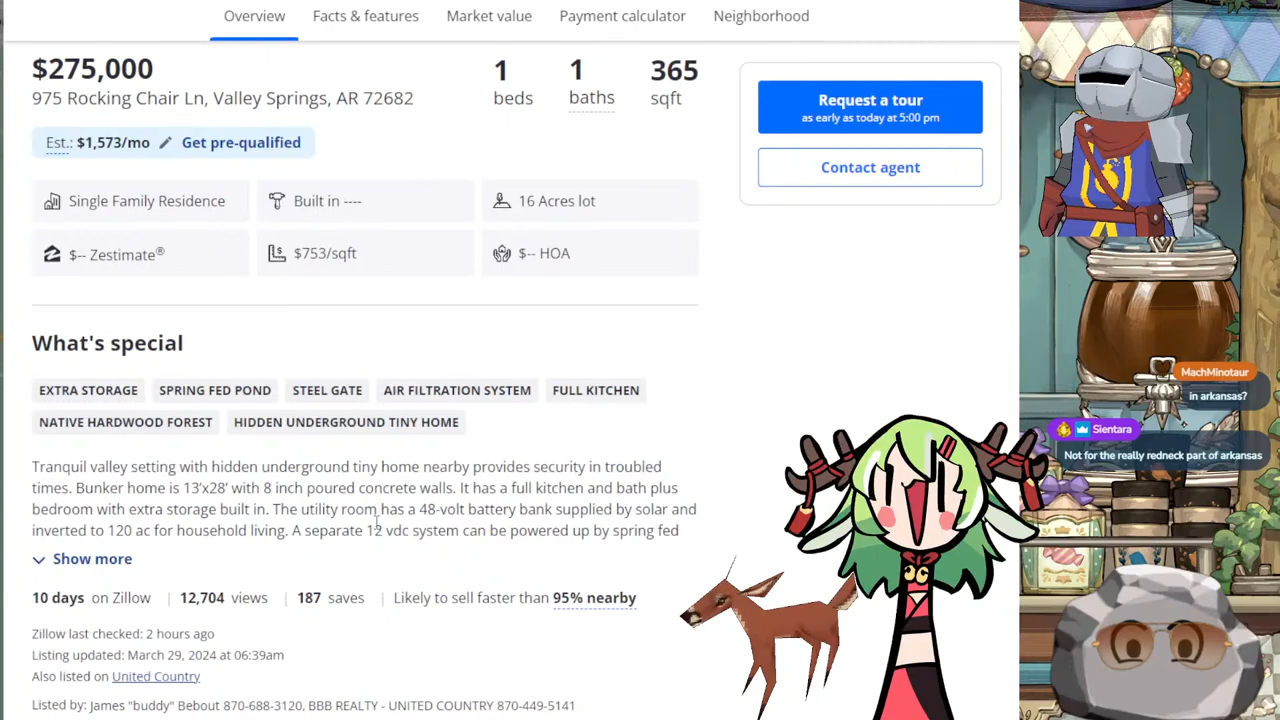 Overview Facts & features Market value Payment calculator Neighborhood
$275,000
975 Rocking Chair Ln, Valley Springs, AR 72682
1 beds
1 baths
365 sqft
Request a tour
as early as today at 5:00 pm
Contact agent
Est.: $1,573/mo Get pre-qualified
Single Family Residence
Built in ----
16 Acres lot
$-- Zestimate®
$753/sqft
$-- HOA
What's special
EXTRA STORAGE SPRING FED POND STEEL GATE AIR FILTRATION SYSTEM FULL KITCHEN
NATIVE HARDWOOD FOREST HIDDEN UNDERGROUND TINY HOME
Tranquil valley setting with hidden underground tiny home nearby provides security in troubled
times. Bunker home is 13'x28' with 8 inch poured concrete walls. It has a full kitchen and bath plus
bedroom with extra storage built in. The utility room has a 48-volt battery bank supplied by solar and
inverted to 120 ac for household living. A separate 12 vdc system can be powered up by spring fed
Show more
10 days on Zillow | 12,704 views | 187 saves Likely to sell faster than 95% nearby
Zillow last checked: 2 hours ago
Listing updated: March 29, 2024 at 06:39am
Also listed on United Country
Listed by: James "buddy" Bebout 870-688-3120, BBB REALTY - UNITED COUNTRY 870-449-5141
MachMinotaur
in arkansas?
Sientara
Not for the really redneck part of arkansas